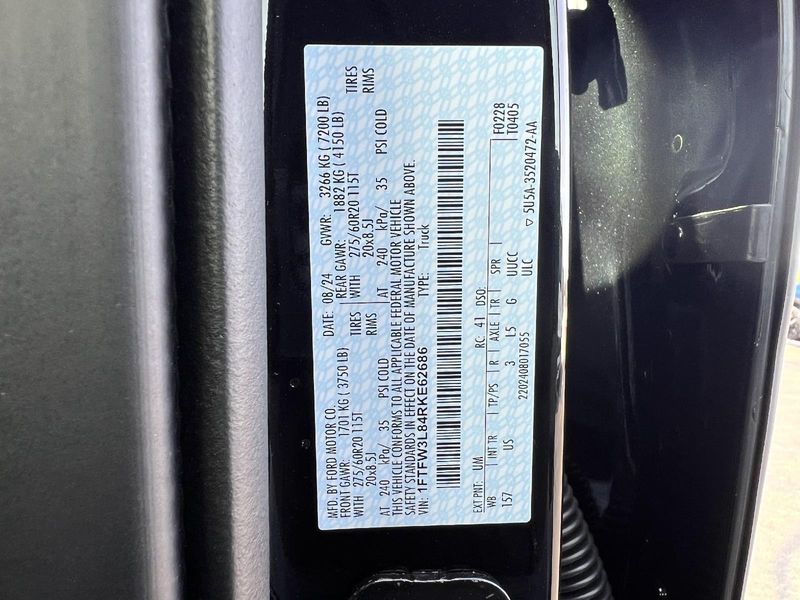 MFD. BY FORD MOTOR CO.
DATE: 08/24 GVWR: 3266 KG ( 7200 LB)
FRONT GAWR: 1701 KG ( 3750 LB) REAR GAWR: 1882 KG ( 4150 LB)
WITH 275/60R20 115T TIRES WITH 275/60R20 115T TIRES
20x8.5J RIMS 20x8.5J RIMS
AT 240 kPa/ 35 PSI COLD AT 240 kPa/ 35 PSI COLD
THIS VEHICLE CONFORMS TO ALL APPLICABLE FEDERAL MOTOR VEHICLE
SAFETY STANDARDS IN EFFECT ON THE DATE OF MANUFACTURE SHOWN ABOVE.
VIN: 1FTFW3L84RKE62686 TYPE: Truck
F0228
EXT PNT: UM RC: 41 DSO: T0405
WB INT TR TP/PS R AXLE TR SPR
157 US 3 L5 G UUCC
2202408017055 ULC
▽ 5U5A-3520472-AA